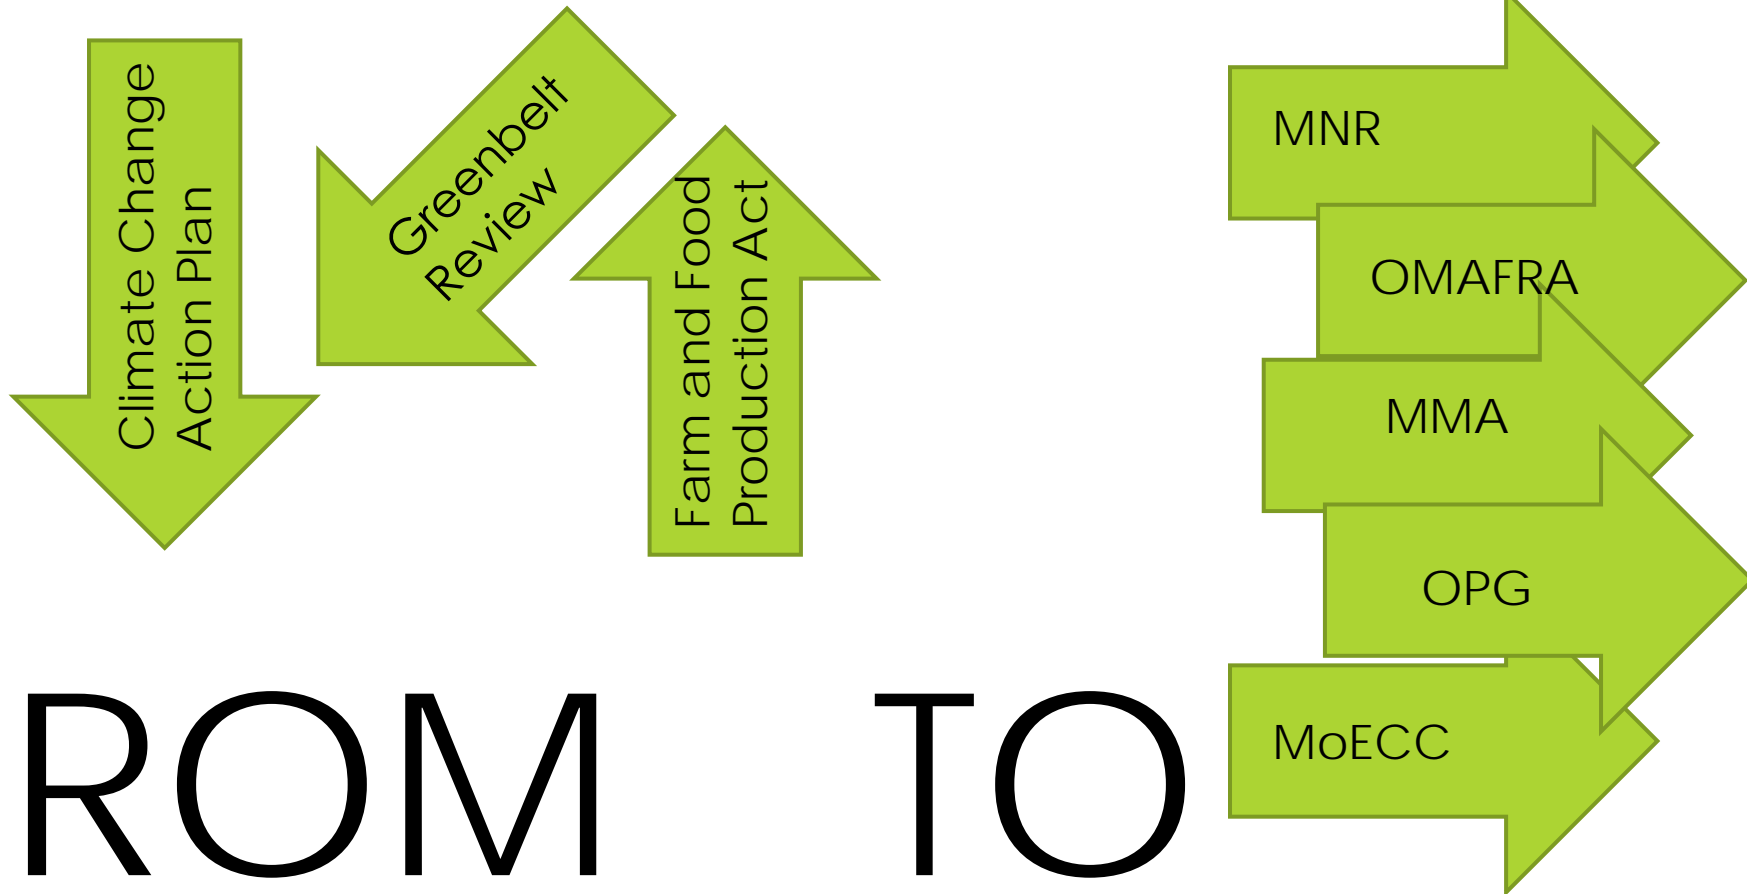 Climate Change
Action Plan
Greenbelt
Review
Farm and Food
Production Act
MNR
OMAFRA
MMA
OPG
MoECC
ROM TO